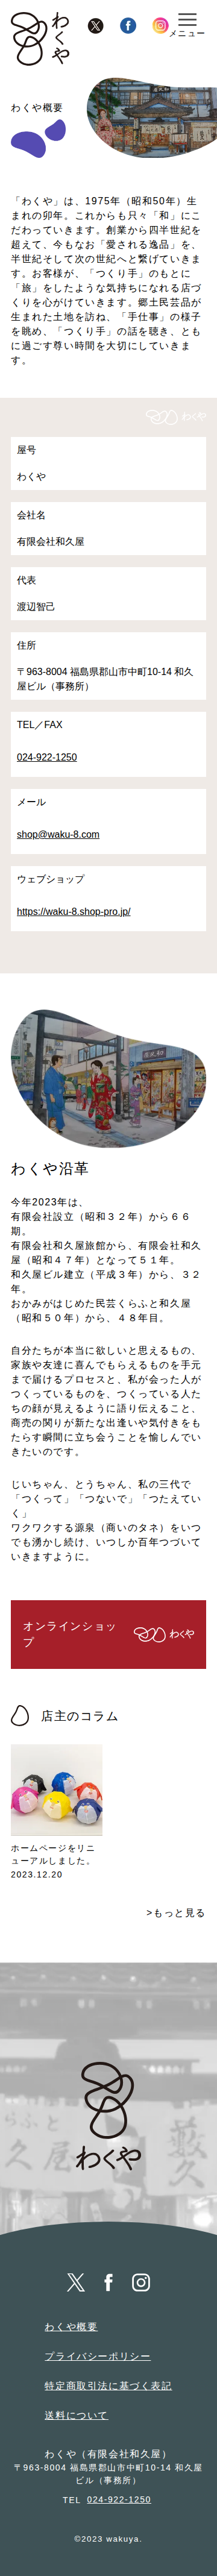 わくや
メニュー
わくや概要
「わくや」は、1975年（昭和50年）生
まれの卯年。これからも只々「和」にこ
だわっていきます。創業から四半世紀を
超えて、今もなお「愛される逸品」を、
半世紀そして次の世紀へと繋げていきま
す。お客様が、「つくり手」のもとに
「旅」をしたような気持ちになれる店づ
くりを心がけていきます。郷土民芸品が
生まれた土地を訪ね、「手仕事」の様子
を眺め、「つくり手」の話を聴き、とも
に過ごす尊い時間を大切にしていきま
す。
わくや
屋号
わくや
会社名
有限会社和久屋
代表
渡辺智己
住所
〒963-8004 福島県郡山市中町10-14 和久
屋ビル（事務所）
TEL／FAX
024-922-1250
メール
shop@waku-8.com
ウェブショップ
https://waku-8.shop-pro.jp/
わくや沿革
今年2023年は、
有限会社設立（昭和３２年）から６６
期。
有限会社和久屋旅館から、有限会社和久
屋（昭和４７年）となって５１年。
和久屋ビル建立（平成３年）から、３２
年。
おかみがはじめた民芸くらふと和久屋
（昭和５０年）から、４８年目。
自分たちが本当に欲しいと思えるもの、
家族や友達に喜んでもらえるものを手元
まで届けるプロセスと、私が会った人が
つくっているものを、つくっている人た
ちの顔が見えるように語り伝えること、
商売の関りが新たな出逢いや気付きをも
たらす瞬間に立ち会うことを愉しんでい
きたいのです。
じいちゃん、とうちゃん、私の三代で
「つくって」「つないで」「つたえてい
く」
ワクワクする源泉（商いのタネ）をいつ
でも湧かし続け、いつしか百年つづいて
いきますように。
オンラインショッ
プ
わくや
店主のコラム
ホームページをリニ
ューアルしました。
2023.12.20
>もっと見る
わくや
わくや概要
プライバシーポリシー
特定商取引法に基づく表記
送料について
わくや（有限会社和久屋）
〒963-8004 福島県郡山市中町10-14 和久屋
ビル（事務所）
TEL 024-922-1250
©2023 wakuya.